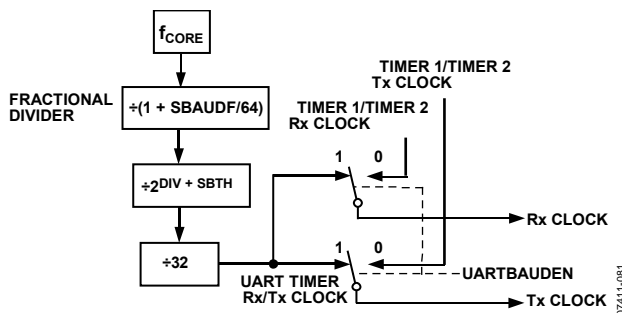 fCORE
TIMER 1/TIMER 2
Tx CLOCK
FRACTIONAL
DIVIDER
÷(1 + SBAUDF/64)
TIMER 1/TIMER 2
Rx CLOCK
1 0
÷2DIV + SBTH
Rx CLOCK
÷32
1 0
UART TIMER
Rx/Tx CLOCK
UARTBAUDEN
Tx CLOCK
07411-081